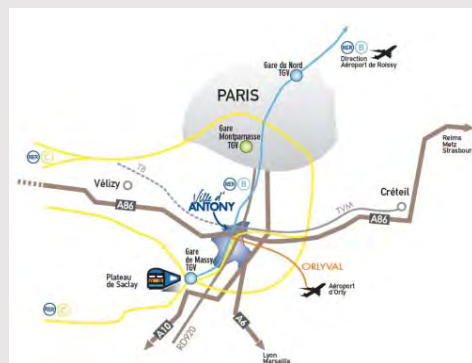 Gare du Nord
TGV
RER B
Direction
Aéroport de Roissy
PARIS
Gare
Montparnasse
TGV
Reims
Metz
Strasbourg
RER C
T8
Vélizy
RER B
Créteil
A86
Ville d'
ANTONY
TVM
A86
Gare
de Massy
TGV
ORLYVAL
Plateau
de Saclay
Aéroport
d'Orly
RER C
A10
RD920
A6
Lyon
Marseille